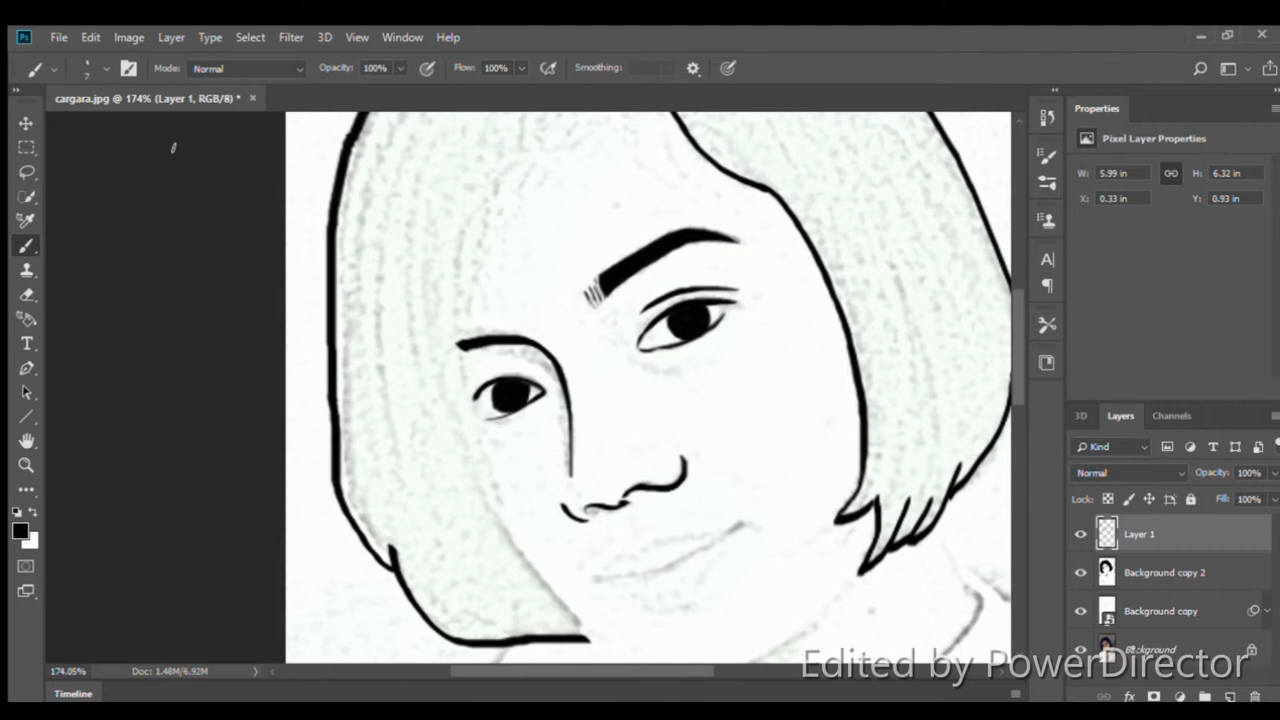 Ps File Edit Image Layer Type Select Filter 3D View Window Help
7 Mode: Normal Opacity: 100% Flow: 100% Smoothing:
cargara.jpg @ 174% (Layer 1, RGB/8) *
Properties
Pixel Layer Properties
W: 5.99 in H: 6.32 in
X: 0.33 in Y: 0.93 in
3D Layers Channels
Kind
Normal Opacity: 100%
Lock: Fill: 100%
Layer 1
Background copy 2
Background copy
Background
174.05% Doc: 1.48M/6.92M
Timeline
Edited by PowerDirector